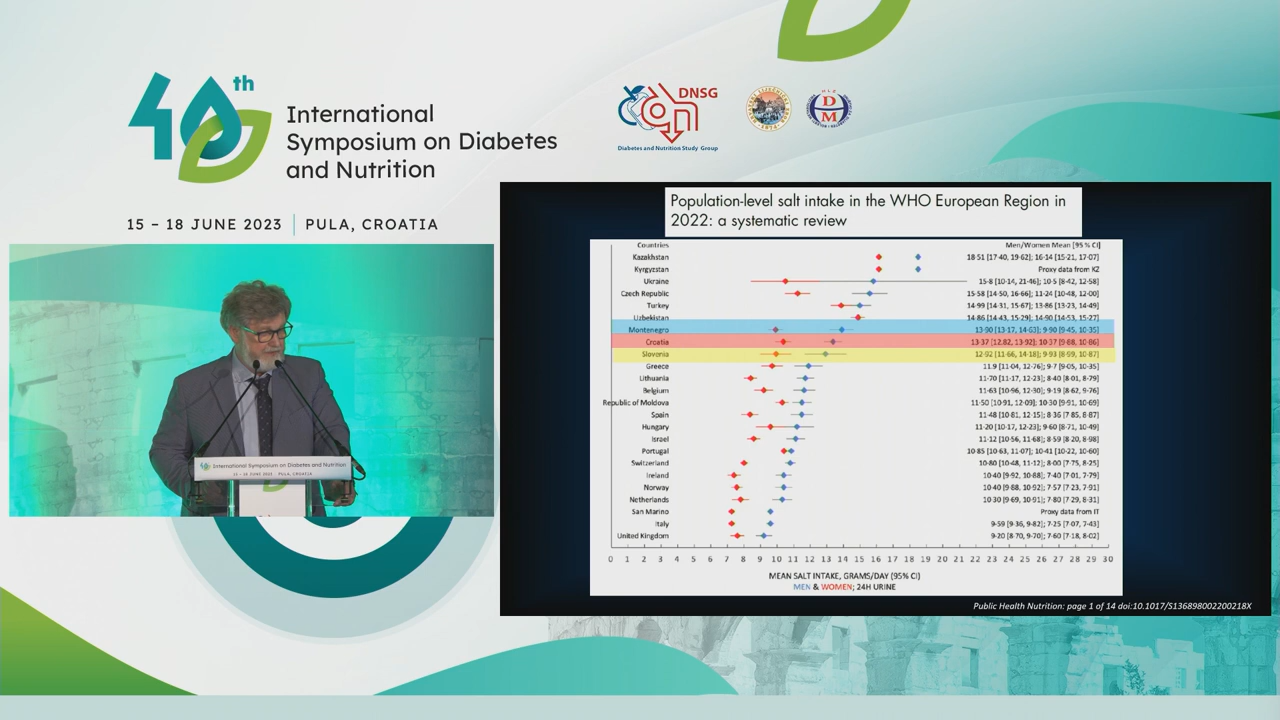 40th
International
Symposium on Diabetes
and Nutrition
15 – 18 JUNE 2023 | PULA, CROATIA
DNSG
Diabetes and Nutrition Study Group
D
M
International Symposium on Diabetes and Nutrition
15 – 18 JUNE 2023 | PULA, CROATIA
Population-level salt intake in the WHO European Region in
2022: a systematic review
Countries Men/Women Mean [95 % CI]
Kazakhstan 18·51 [17·40, 19·62]; 16·14 [15·21, 17·07]
Kyrgyzstan Proxy data from KZ
Ukraine 15·8 [10·14, 21·46]; 10·5 [8·42, 12·58]
Czech Republic 15·58 [14·50, 16·66]; 11·24 [10·48, 12·00]
Turkey 14·99 [14·31, 15·67]; 13·86 [13·23, 14·49]
Uzbekistan 14·86 [14·43, 15·29]; 14·90 [14·53, 15·27]
Montenegro 13·90 [13·17, 14·63]; 9·90 [9·45, 10·35]
Croatia 13·37 [12·82, 13·92]; 10·37 [9·88, 10·86]
Slovenia 12·92 [11·66, 14·18]; 9·93 [8·99, 10·87]
Greece 11·9 [11·04, 12·76]; 9·7 [9·05, 10·35]
Lithuania 11·70 [11·17, 12·23]; 8·40 [8·01, 8·79]
Belgium 11·63 [10·96, 12·30]; 9·19 [8·62, 9·76]
Republic of Moldova 11·50 [10·91, 12·09]; 10·30 [9·91, 10·69]
Spain 11·48 [10·81, 12·15]; 8·36 [7·85, 8·87]
Hungary 11·20 [10·17, 12·23]; 9·60 [8·71, 10·49]
Israel 11·12 [10·56, 11·68]; 8·59 [8·20, 8·98]
Portugal 10·85 [10·63, 11·07]; 10·41 [10·22, 10·60]
Switzerland 10·80 [10·48, 11·12]; 8·00 [7·75, 8·25]
Ireland 10·40 [9·92, 10·88]; 7·40 [7·01, 7·79]
Norway 10·40 [9·88, 10·92]; 7·57 [7·23, 7·91]
Netherlands 10·30 [9·69, 10·91]; 7·80 [7·29, 8·31]
San Marino Proxy data from IT
Italy 9·59 [9·36, 9·82]; 7·25 [7·07, 7·43]
United Kingdom 9·20 [8·70, 9·70]; 7·60 [7·18, 8·02]
0 1 2 3 4 5 6 7 8 9 10 11 12 13 14 15 16 17 18 19 20 21 22 23 24 25 26 27 28 29 30
MEAN SALT INTAKE, GRAMS/DAY (95% CI)
MEN & WOMEN; 24H URINE
Public Health Nutrition: page 1 of 14 doi:10.1017/S136898002200218X